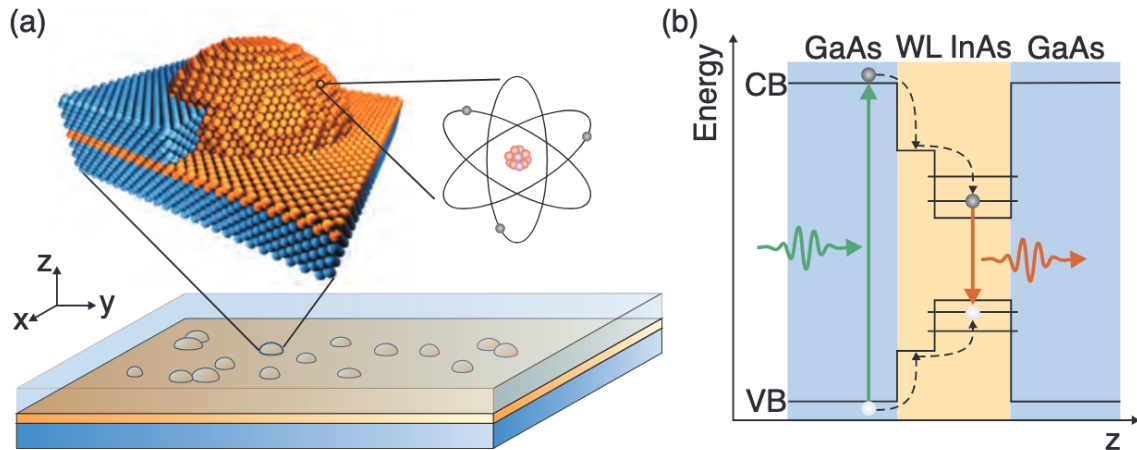 (a)
z
y
x
(b)
Energy
GaAs WL InAs GaAs
CB
VB
z